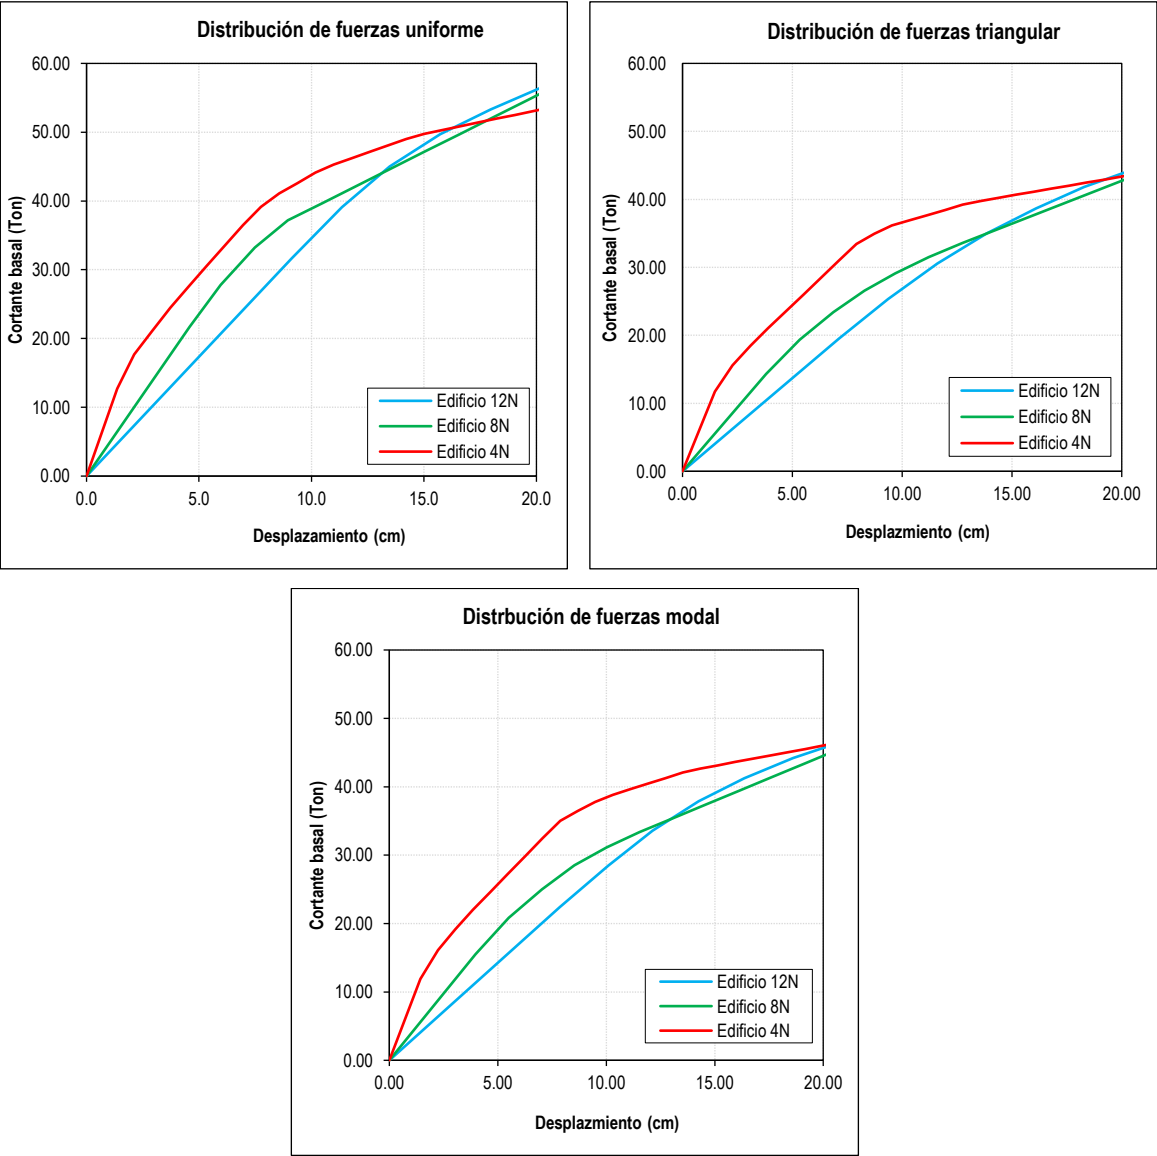 Distribución de fuerzas uniforme
60.00
50.00
40.00
30.00
20.00
10.00
0.00
Cortante basal (Ton)
0.0 5.0 10.0 15.0 20.0
Desplazamiento (cm)
Edificio 12N
Edificio 8N
Edificio 4N
Distribución de fuerzas triangular
60.00
50.00
40.00
30.00
20.00
10.00
0.00
Cortante basal (Ton)
0.00 5.00 10.00 15.00 20.00
Desplazmiento (cm)
Edificio 12N
Edificio 8N
Edificio 4N
Distrbución de fuerzas modal
60.00
50.00
40.00
30.00
20.00
10.00
0.00
Cortante basal (Ton)
0.00 5.00 10.00 15.00 20.00
Desplazmiento (cm)
Edificio 12N
Edificio 8N
Edificio 4N